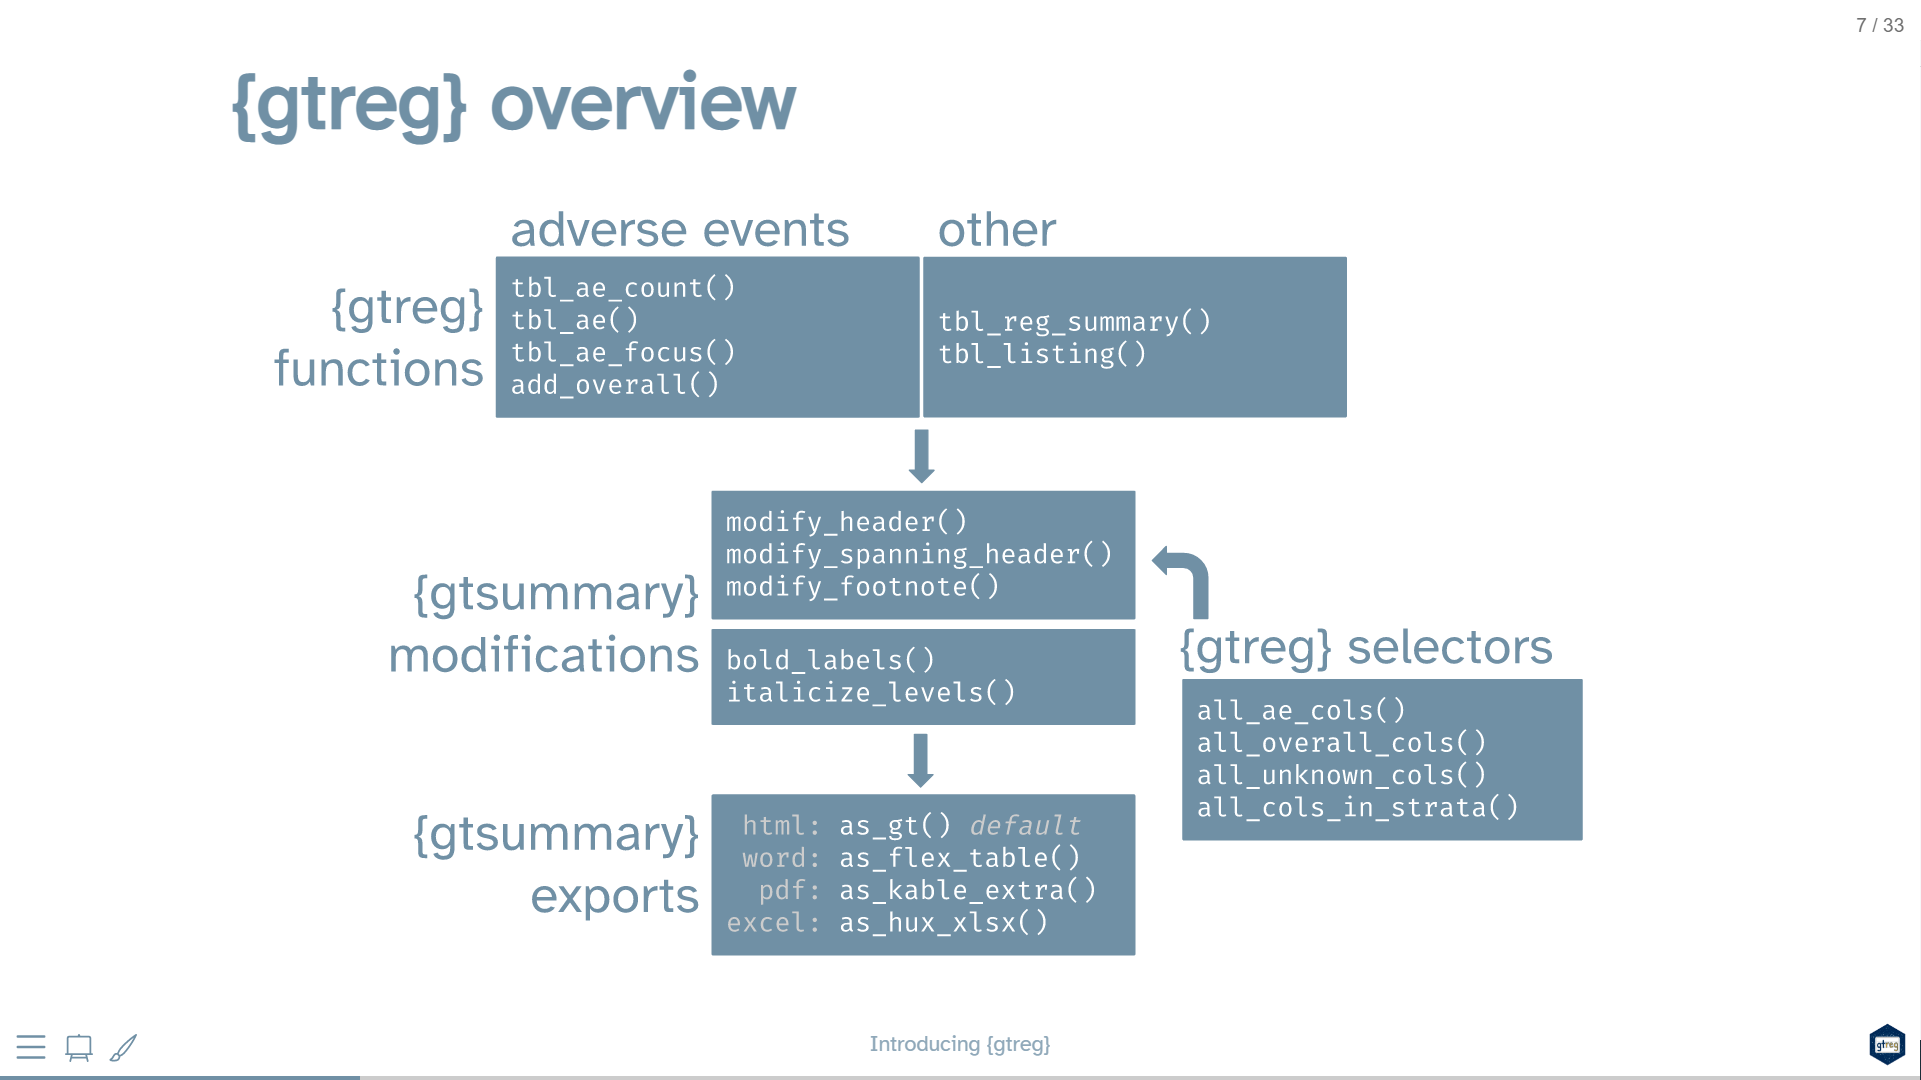 7 / 33
{gtreg} overview
adverse events
other
{gtreg}
functions
tbl_ae_count()
tbl_ae()
tbl_ae_focus()
add_overall()
tbl_reg_summary()
tbl_listing()
{gtsummary}
modifications
modify_header()
modify_spanning_header()
modify_footnote()
bold_labels()
italicize_levels()
{gtreg} selectors
all_ae_cols()
all_overall_cols()
all_unknown_cols()
all_cols_in_strata()
{gtsummary}
exports
html: as_gt() default
word: as_flex_table()
pdf: as_kable_extra()
excel: as_hux_xlsx()
Introducing {gtreg}
gtreg